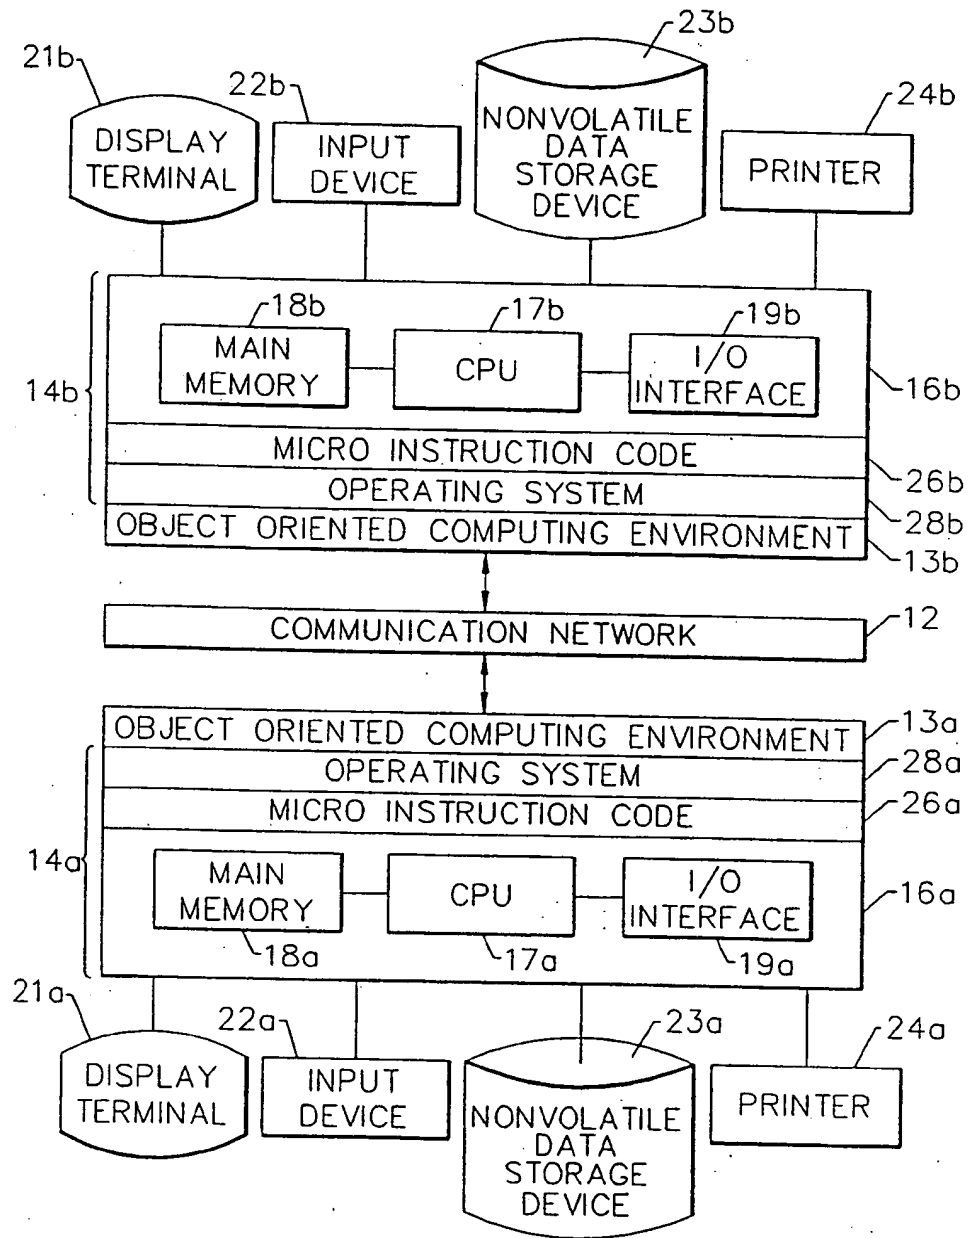 23b
21b
22b
24b
DISPLAY
TERMINAL
INPUT
DEVICE
NONVOLATILE
DATA
STORAGE
DEVICE
PRINTER
18b
17b
19b
MAIN
MEMORY
CPU
I/O
INTERFACE
14b
16b
MICRO INSTRUCTION CODE
26b
OPERATING SYSTEM
28b
OBJECT ORIENTED COMPUTING ENVIRONMENT
13b
COMMUNICATION NETWORK
12
OBJECT ORIENTED COMPUTING ENVIRONMENT
13a
OPERATING SYSTEM
28a
MICRO INSTRUCTION CODE
26a
14a
MAIN
MEMORY
CPU
I/O
INTERFACE
16a
18a
17a
19a
21a
22a
23a
24a
DISPLAY
TERMINAL
INPUT
DEVICE
NONVOLATILE
DATA
STORAGE
DEVICE
PRINTER